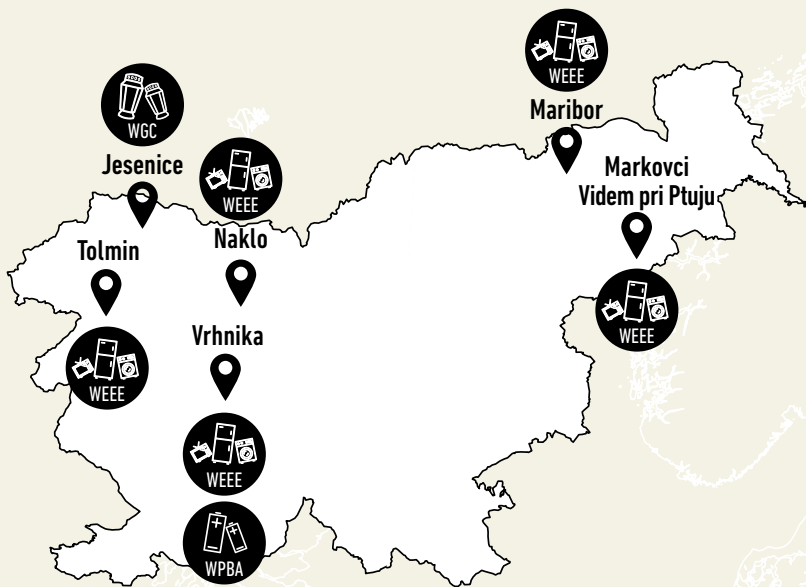 WEEE
Maribor
WGC
Jesenice
WEEE
Naklo
Markovci
Videm pri Ptuju
WEEE
Tolmin
WEEE
Vrhnika
WEEE
WPBA